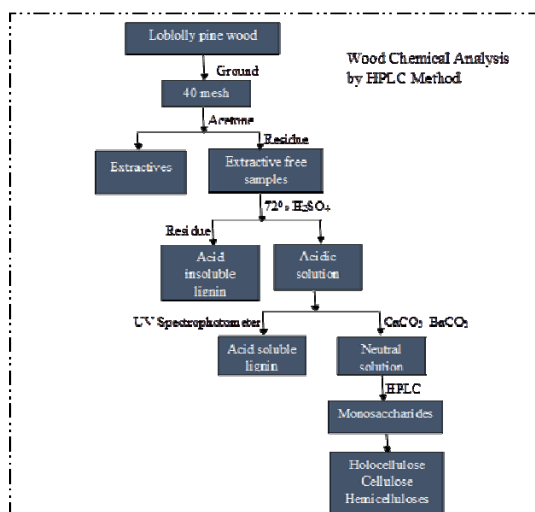 Loblolly pine wood
Wood Chemical Analysis
by HPLC Method
Ground
40 mesh
Acetone
Residue
Extractives
Extractive free
samples
72% H2SO4
Residue
Acid
insoluble
lignin
Acidic
solution
UV Spectrophotometer
CaCO3 BaCO3
Acid soluble
lignin
Neutral
solution
HPLC
Monosaccharides
Holocellulose
Cellulose
Hemicelluloses